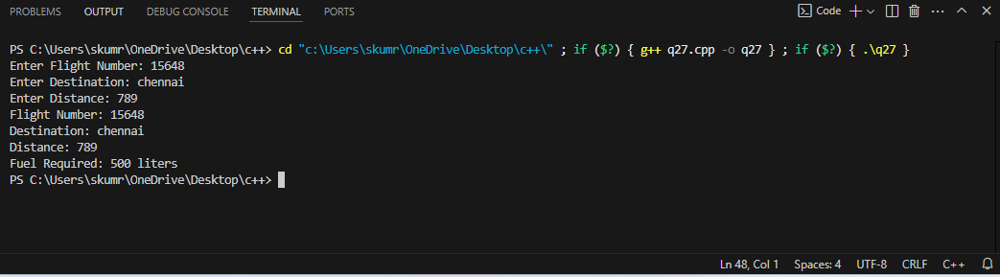 PROBLEMS OUTPUT DEBUG CONSOLE TERMINAL PORTS Code
PS C:\Users\skumr\OneDrive\Desktop\c++> cd "c:\Users\skumr\OneDrive\Desktop\c++\" ; if ($?) { g++ q27.cpp -o q27 } ; if ($?) { .\q27 }
Enter Flight Number: 15648
Enter Destination: chennai
Enter Distance: 789
Flight Number: 15648
Destination: chennai
Distance: 789
Fuel Required: 500 liters
PS C:\Users\skumr\OneDrive\Desktop\c++>
Ln 48, Col 1 Spaces: 4 UTF-8 CRLF C++